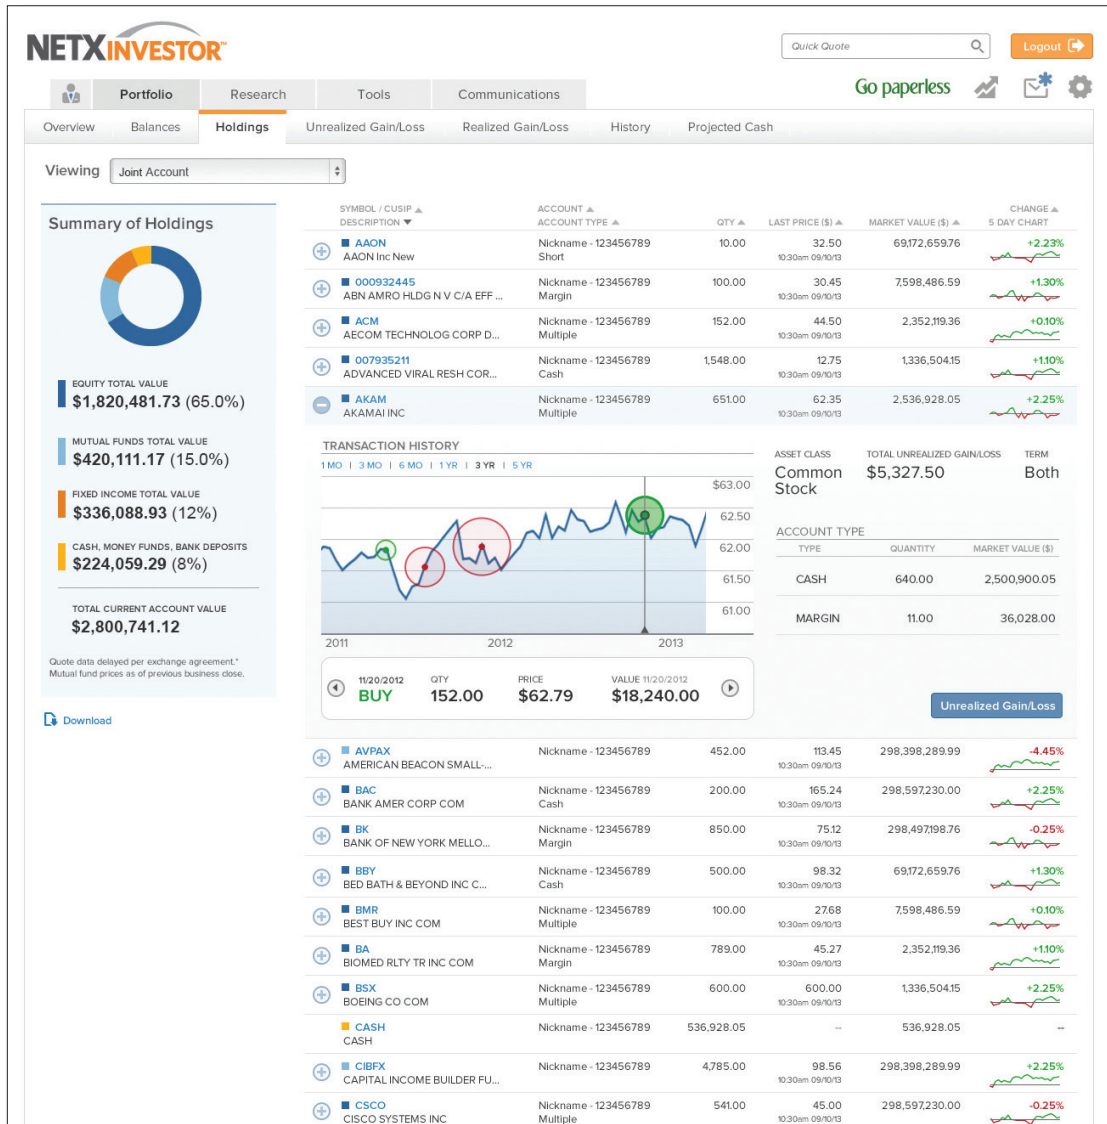 NETXINVESTOR™
Quick Quote
Logout
Go paperless
Portfolio Research Tools Communications
Overview Balances Holdings Unrealized Gain/Loss Realized Gain/Loss History Projected Cash
Viewing Joint Account
Summary of Holdings
EQUITY TOTAL VALUE
$1,820,481.73 (65.0%)
MUTUAL FUNDS TOTAL VALUE
$420,111.17 (15.0%)
FIXED INCOME TOTAL VALUE
$336,088.93 (12%)
CASH, MONEY FUNDS, BANK DEPOSITS
$224,059.29 (8%)
TOTAL CURRENT ACCOUNT VALUE
$2,800,741.12
Quote data delayed per exchange agreement.*
Mutual fund prices as of previous business close.
Download
SYMBOL / CUSIP ACCOUNT CHANGE
DESCRIPTION ACCOUNT TYPE QTY LAST PRICE ($) MARKET VALUE ($) 5 DAY CHART
AAON Nickname - 123456789 10.00 32.50 69,172,659.76 +2.23%
AAON Inc New Short 10:30am 09/10/13
000932445 Nickname - 123456789 100.00 30.45 7,598,486.59 +1.30%
ABN AMRO HLDG N V C/A EFF ... Margin 10:30am 09/10/13
ACM Nickname - 123456789 152.00 44.50 2,352,119.36 +0.10%
AECOM TECHNOLOG CORP D... Multiple 10:30am 09/10/13
007935211 Nickname - 123456789 1,548.00 12.75 1,336,504.15 +1.10%
ADVANCED VIRAL RESH COR... Cash 10:30am 09/10/13
AKAM Nickname - 123456789 651.00 62.35 2,536,928.05 +2.25%
AKAMAI INC Multiple 10:30am 09/10/13
TRANSACTION HISTORY
1 MO | 3 MO | 6 MO | 1 YR | 3 YR | 5 YR
$63.00
62.50
62.00
61.50
61.00
2011 2012 2013
11/20/2012 QTY PRICE VALUE 11/20/2012
BUY 152.00 $62.79 $18,240.00
ASSET CLASS TOTAL UNREALIZED GAIN/LOSS TERM
Common $5,327.50 Both
Stock
ACCOUNT TYPE
TYPE QUANTITY MARKET VALUE ($)
CASH 640.00 2,500,900.05
MARGIN 11.00 36,028.00
Unrealized Gain/Loss
AVPAX Nickname - 123456789 452.00 113.45 298,398,289.99 -4.45%
AMERICAN BEACON SMALL-... 10:30am 09/10/13
BAC Nickname - 123456789 200.00 165.24 298,597,230.00 +2.25%
BANK AMER CORP COM Cash 10:30am 09/10/13
BK Nickname - 123456789 850.00 75.12 298,497,198.76 -0.25%
BANK OF NEW YORK MELLO... Margin 10:30am 09/10/13
BBY Nickname - 123456789 500.00 98.32 69,172,659.76 +1.30%
BED BATH & BEYOND INC C... Cash 10:30am 09/10/13
BMR Nickname - 123456789 100.00 27.68 7,598,486.59 +0.10%
BEST BUY INC COM Multiple 10:30am 09/10/13
BA Nickname - 123456789 789.00 45.27 2,352,119.36 +1.10%
BIOMED RLTY TR INC COM Margin 10:30am 09/10/13
BSX Nickname - 123456789 600.00 600.00 1,336,504.15 +2.25%
BOEING CO COM Multiple 10:30am 09/10/13
CASH Nickname - 123456789 536,928.05 -- 536,928.05 --
CASH
CIBFX Nickname - 123456789 4,785.00 98.56 298,398,289.99 +2.25%
CAPITAL INCOME BUILDER FU... 10:30am 09/10/13
CSCO Nickname - 123456789 541.00 45.00 298,597,230.00 -0.25%
CISCO SYSTEMS INC Multiple 10:30am 09/10/13